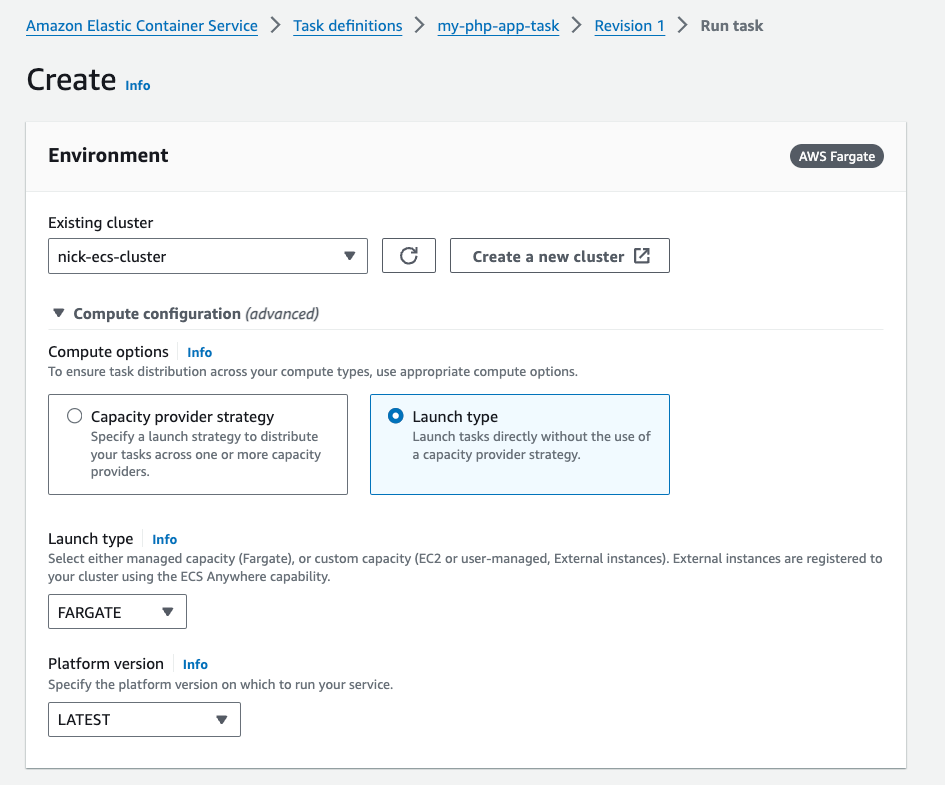 Amazon Elastic Container Service > Task definitions > my-php-app-task > Revision 1 > Run task
Create Info
Environment AWS Fargate
Existing cluster
nick-ecs-cluster Create a new cluster
Compute configuration (advanced)
Compute options Info
To ensure task distribution across your compute types, use appropriate compute options.
Capacity provider strategy
Specify a launch strategy to distribute
your tasks across one or more capacity
providers.
Launch type
Launch tasks directly without the use of
a capacity provider strategy.
Launch type Info
Select either managed capacity (Fargate), or custom capacity (EC2 or user-managed, External instances). External instances are registered to
your cluster using the ECS Anywhere capability.
FARGATE
Platform version Info
Specify the platform version on which to run your service.
LATEST